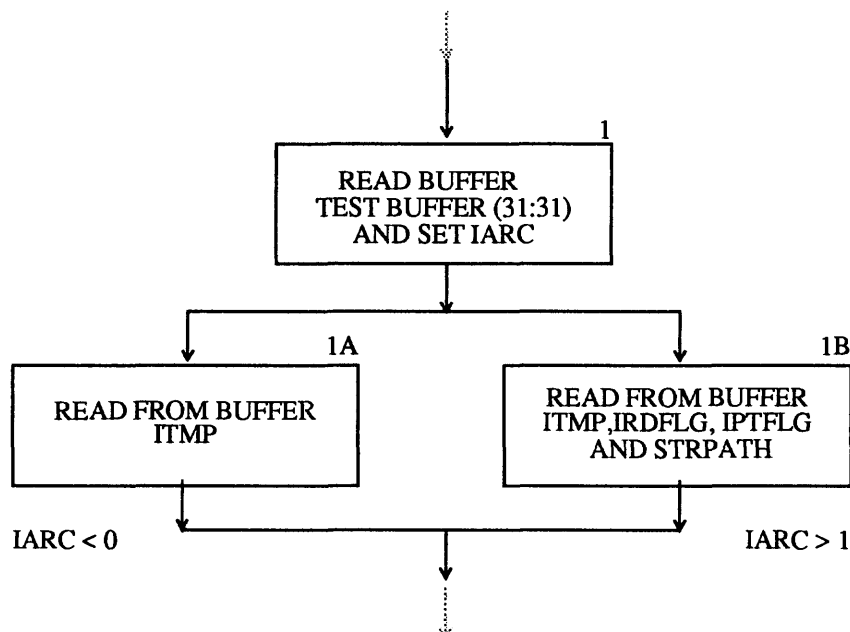 1
READ BUFFER
TEST BUFFER (31:31)
AND SET IARC
1A
READ FROM BUFFER
ITMP
1B
READ FROM BUFFER
ITMP,IRDFLG, IPTFLG
AND STRPATH
IARC < 0
IARC > 1